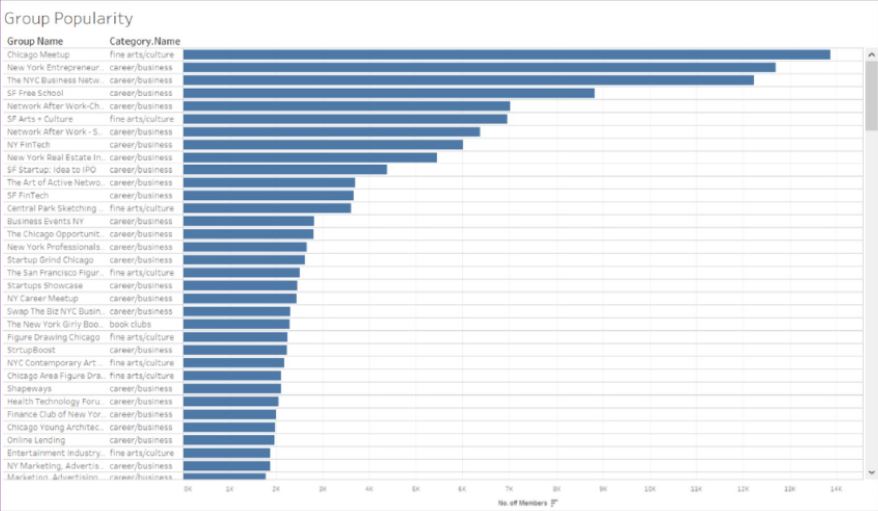 Group Popularity
Group Name Category.Name
Chicago Meetup fine arts/culture
New York Entrepreneur.. career/business
The NYC Business Netw.. career/business
SF Free School career/business
Network After Work-Ch.. career/business
SF Arts + Culture fine arts/culture
Network After Work - S.. career/business
NY FinTech career/business
New York Real Estate In.. career/business
SF Startup: Idea to IPO career/business
The Art of Active Netwo.. career/business
SF FinTech career/business
Central Park Sketching .. fine arts/culture
Business Events NY career/business
The Chicago Opportunit.. career/business
New York Professionals.. career/business
Startup Grind Chicago career/business
The San Francisco Figur.. fine arts/culture
Startups Showcase career/business
NY Career Meetup career/business
Swap The Biz NYC Busin.. career/business
The New York Girly Boo.. book clubs
Figure Drawing Chicago fine arts/culture
StrtupBoost career/business
NYC Contemporary Art .. fine arts/culture
Chicago Area Figure Dra.. fine arts/culture
Shapeways career/business
Health Technology Foru.. career/business
Finance Club of New Yor.. career/business
Chicago Young Architec.. career/business
Online Lending career/business
Entertainment Industry.. fine arts/culture
NY Marketing, Advertis.. career/business
Marketing, Advertising.. career/business
0K 1K 2K 3K 4K 5K 6K 7K 8K 9K 10K 11K 12K 13K 14K
No. of Members